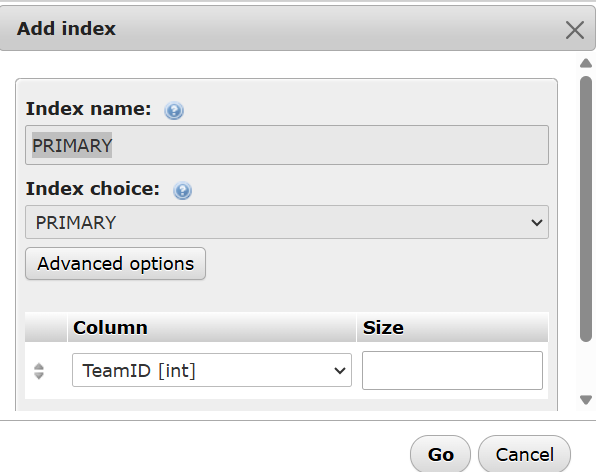 Add index
Index name:
PRIMARY
Index choice:
PRIMARY
Advanced options
Column Size
TeamID [int]
Go Cancel